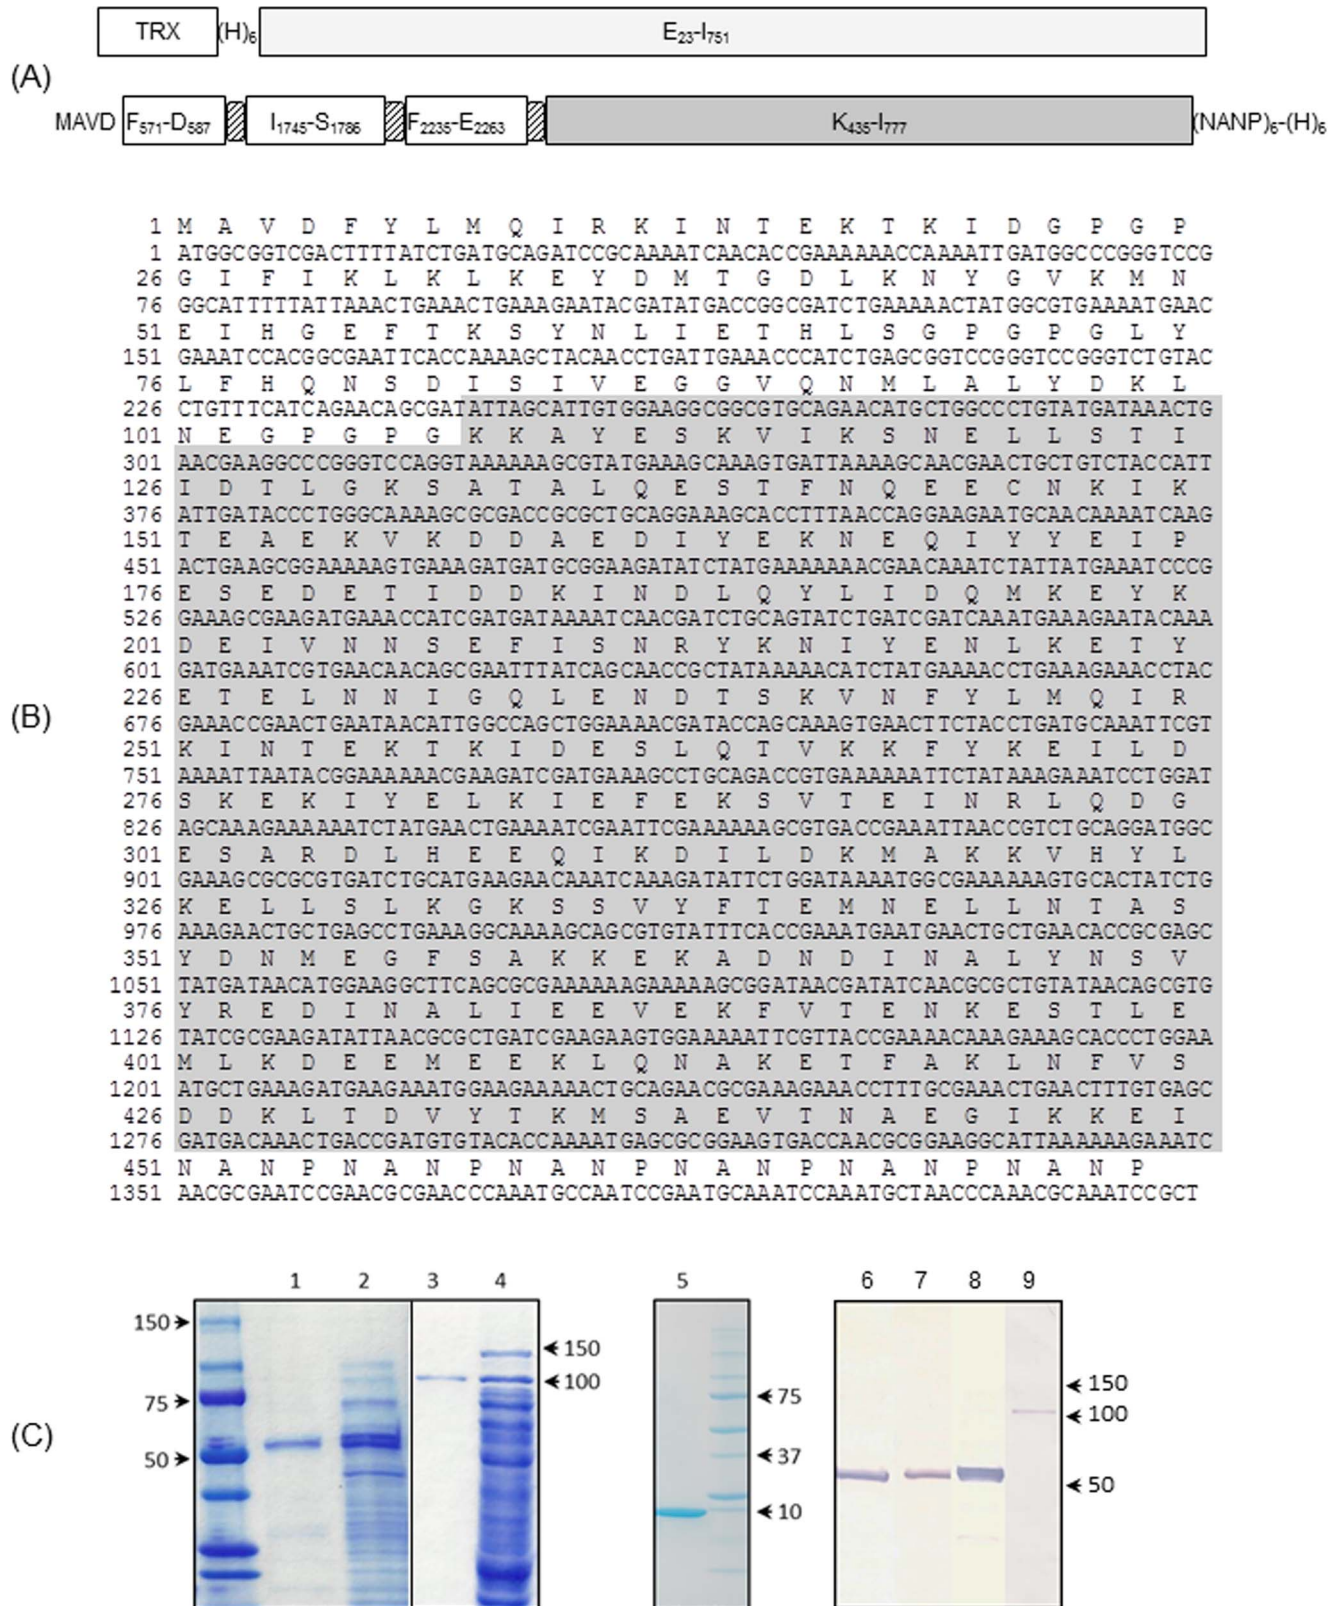 TRX (H)6 E23-I751
(A)
MAVD F571-D587 I1745-S1786 F2235-E2263 K435-I777 (NANP)6-(H)6
1 M A V D F Y L M Q I R K I N T E K T K I D G P G P
1 ATGGCGGTCGACTTTTATCTGATGCAGATCCGCAAAATCAACACCGAAAAAACCAAAATTGATGGCCCGGGTCCG
26 G I F I K L K L K E Y D M T G D L K N Y G V K M N
76 GGCATTTTTATTAAACTGAAACTGAAAGAATACGATATGACCGGCGATCTGAAAAACTATGGCGTGAAAATGAAC
51 E I H G E F T K S Y N L I E T H L S G P G P G L Y
151 GAAATCCACGGCGAATTCACCAAAAGCTACAACCTGATTGAAACCCATCTGAGCGGTCCGGGTCCGGGTCTGTAC
76 L F H Q N S D I S I V E G G V Q N M L A L Y D K L
226 CTGTTTCATCAGAACAGCGATATTAGCATTGTGGAAGGCGGCGTGCAGAACATGCTGGCCCTGTATGATAAACTG
101 N E G P G P G K K A Y E S K V I K S N E L L S T I
301 AACGAAGGCCCGGGTCCAGGTAAAAAAGCGTATGAAAGCAAAGTGATTAAAAGCAACGAACTGCTGTCTACCATT
126 I D T L G K S A T A L Q E S T F N Q E E C N K I K
376 ATTGATACCCTGGGCAAAAGCGCGACCGCGCTGCAGGAAAGCACCTTTAACCAGGAAGAATGCAACAAAATCAAG
151 T E A E K V K D D A E D I Y E K N E Q I Y Y E I P
451 ACTGAAGCGGAAAAAGTGAAAGATGATGCGGAAGATATCTATGAAAAAAACGAACAAATCTATTATGAAATCCCG
176 E S E D E T I D D K I N D L Q Y L I D Q M K E Y K
526 GAAAGCGAAGATGAAACCATCGATGATAAAATCAACGATCTGCAGTATCTGATCGATCAAATGAAAGAATACAAA
201 D E I V N N S E F I S N R Y K N I Y E N L K E T Y
601 GATGAAATCGTGAACAACAGCGAATTTATCAGCAACCGCTATAAAAACATCTATGAAAACCTGAAAGAAACCTAC
226 E T E L N N I G Q L E N D T S K V N F Y L M Q I R
676 GAAACCGAACTGAATAACATTGGCCAGCTGGAAAACGATACCAGCAAAGTGAACTTCTACCTGATGCAAATTCGT
251 K I N T E K T K I D E S L Q T V K K F Y K E I L D
751 AAAATTAATACGGAAAAAACGAAGATCGATGAAAGCCTGCAGACCGTGAAAAAATTCTATAAAGAAATCCTGGAT
276 S K E K I Y E L K I E F E K S V T E I N R L Q D G
826 AGCAAAGAAAAAATCTATGAACTGAAAATCGAATTCGAAAAAAGCGTGACCGAAATTAACCGTCTGCAGGATGGC
301 E S A R D L H E E Q I K D I L D K M A K K V H Y L
901 GAAAGCGCGCGTGATCTGCATGAAGAACAAATCAAAGATATTCTGGATAAAATGGCGAAAAAAGTGCACTATCTG
326 K E L L S L K G K S S V Y F T E M N E L L N T A S
976 AAAGAACTGCTGAGCCTGAAAGGCAAAAGCAGCGTGTATTTCACCGAAATGAATGAACTGCTGAACACCGCGAGC
351 Y D N M E G F S A K K E K A D N D I N A L Y N S V
1051 TATGATAACATGGAAGGCTTCAGCGCGAAAAAAGAAAAAGCGGATAACGATATCAACGCGCTGTATAACAGCGTG
376 Y R E D I N A L I E E V E K F V T E N K E S T L E
1126 TATCGCGAAGATATTAACGCGCTGATCGAAGAAGTGGAAAAATTCGTTACCGAAAACAAAGAAAGCACCCTGGAA
401 M L K D E E M E E K L Q N A K E T F A K L N F V S
1201 ATGCTGAAAGATGAAGAAATGGAAGAAAAACTGCAGAACGCGAAAGAAACCTTTGCGAAACTGAACTTTGTGAGC
426 D D K L T D V Y T K M S A E V T N A E G I K K E I
1276 GATGACAAACTGACCGATGTGTACACCAAAATGAGCGCGGAAGTGACCAACGCGGAAGGCATTAAAAAAGAAATC
451 N A N P N A N P N A N P N A N P N A N P N A N P
1351 AACGCGAATCCGAACGCGAACCCAAATGCCAATCCGAATGCAAATCCAAATGCTAACCCAAACGCAAATCCGCT
(B)
1 2 3 4 5 6 7 8 9
150
75
50
150
100
75
37
10
150
100
50
(C)